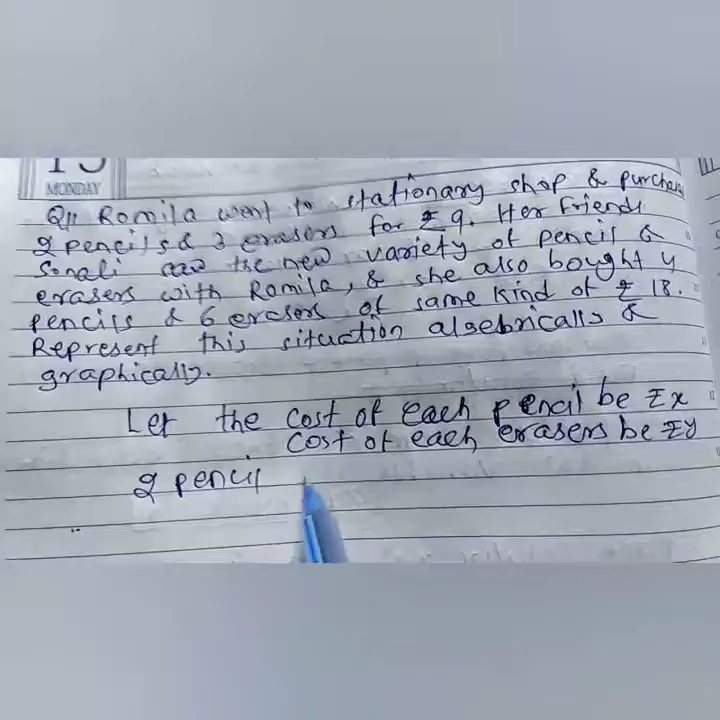 MONDAY
Q11 Romila went to stationary shop & purchase
2 pencils & 3 erasers for ₹ 9. Her Friends
Sonali saw the new variety of pencil &
erasers with Romila, & she also bought 4
pencils & 6 erasers of same kind of ₹ 18.
Represent this situation algebrically &
graphically.
Let the cost of each pencil be ₹x
cost of each erasers be ₹y
2 pencil